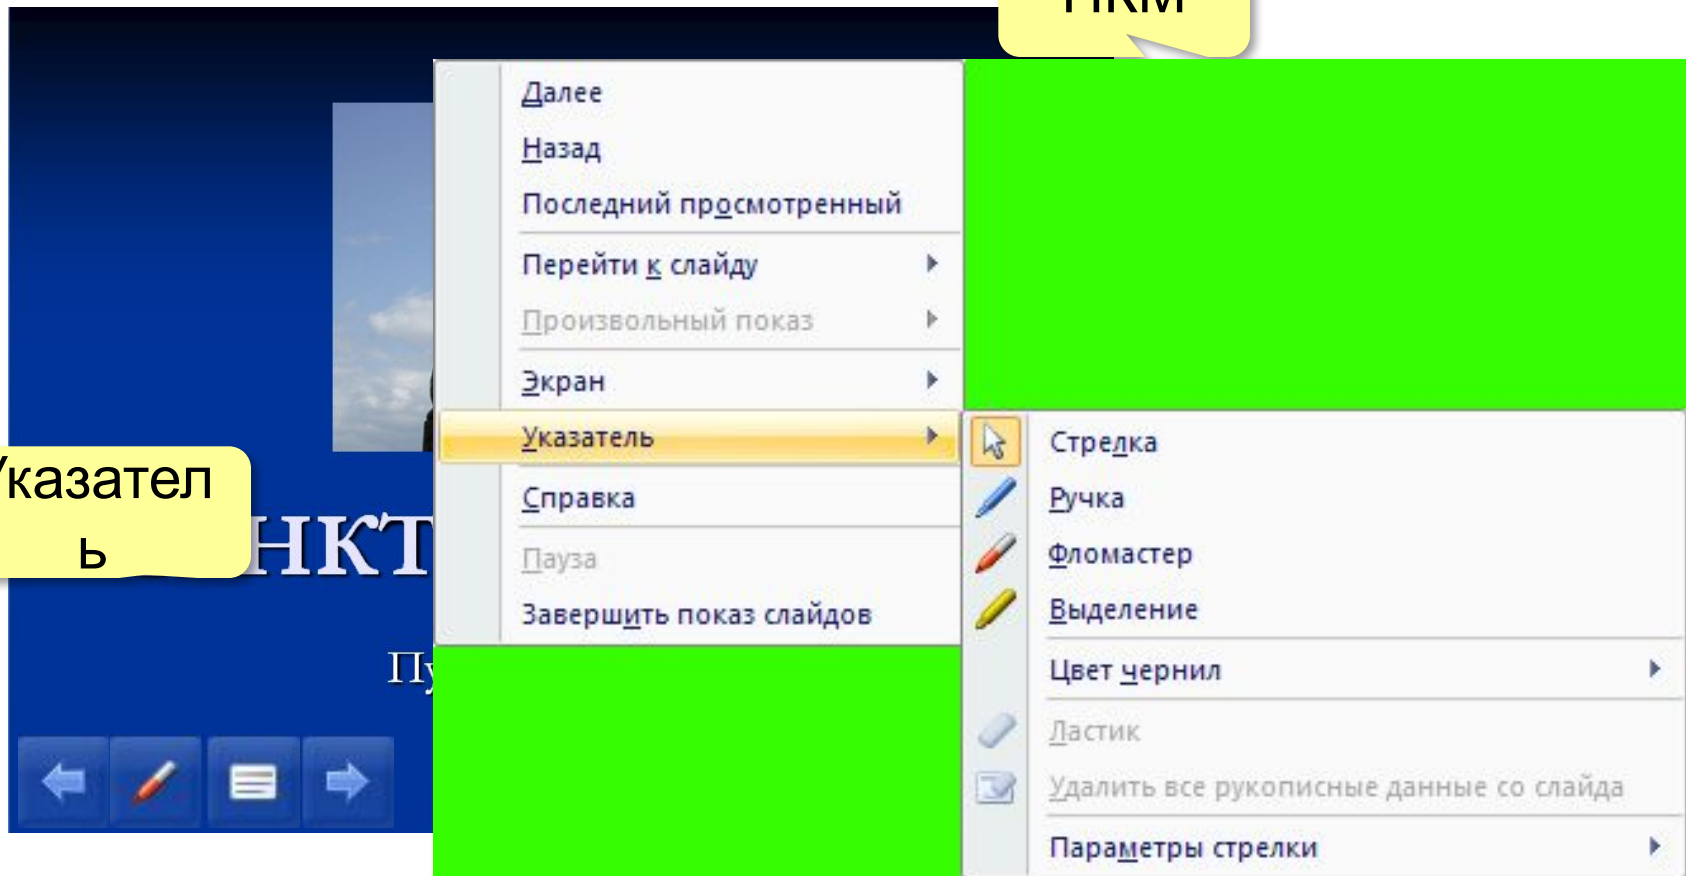 ПКМ
Далее
Назад
Последний просмотренный
Перейти к слайду
Произвольный показ
Экран
Указатель
Справка
Пауза
Завершить показ слайдов
Стрелка
Ручка
Фломастер
Выделение
Цвет чернил
Ластик
Удалить все рукописные данные со слайда
Параметры стрелки
Указател
ь
нкт
Пу